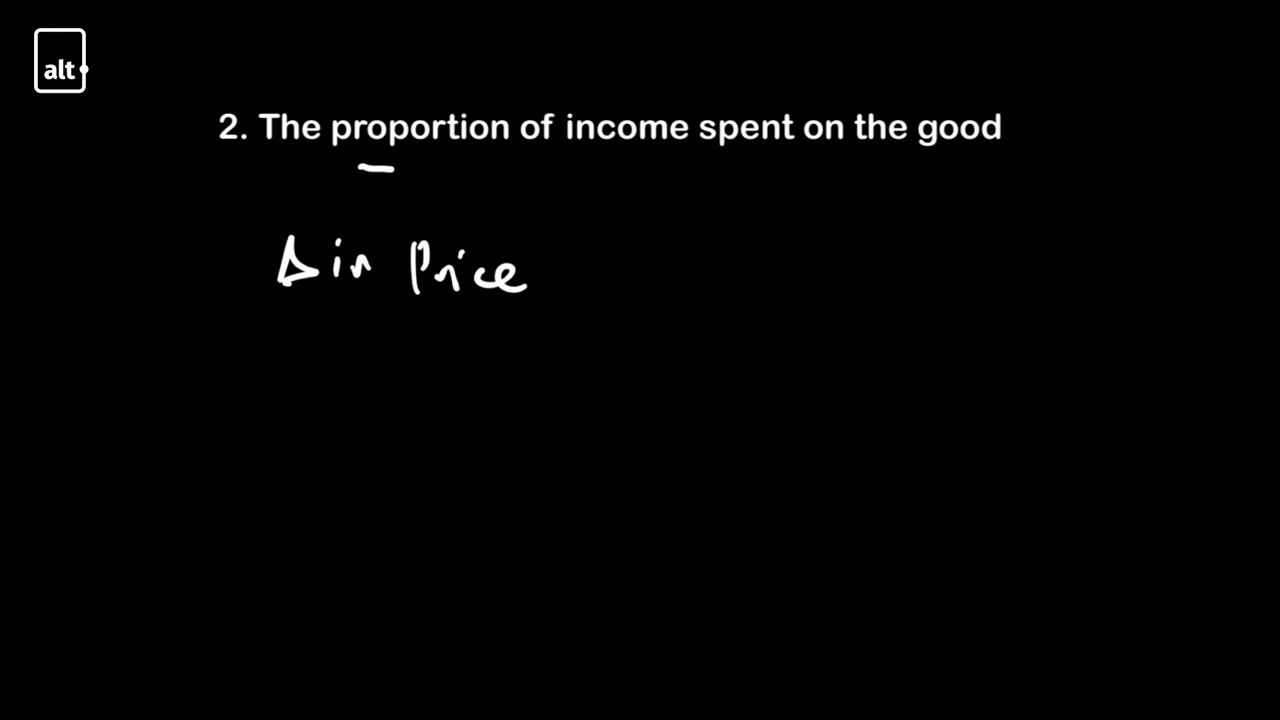 alt
2. The proportion of income spent on the good
Δ in Price